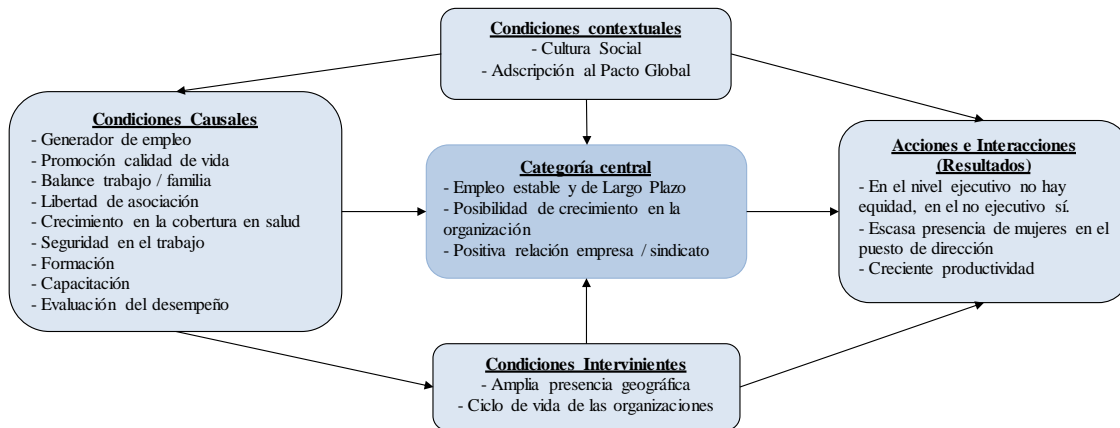 Condiciones contextuales
- Cultura Social
- Adscripción al Pacto Global
Condiciones Causales
- Generador de empleo
- Promoción calidad de vida
- Balance trabajo / familia
- Libertad de asociación
- Crecimiento en la cobertura en salud
- Seguridad en el trabajo
- Formación
- Capacitación
- Evaluación del desempeño
Categoría central
- Empleo estable y de Largo Plazo
- Posibilidad de crecimiento en la
organización
- Positiva relación empresa / sindicato
Acciones e Interacciones
(Resultados)
- En el nivel ejecutivo no hay
equidad, en el no ejecutivo sí.
- Escasa presencia de mujeres en el
puesto de dirección
- Creciente productividad
Condiciones Intervinientes
- Amplia presencia geográfica
- Ciclo de vida de las organizaciones